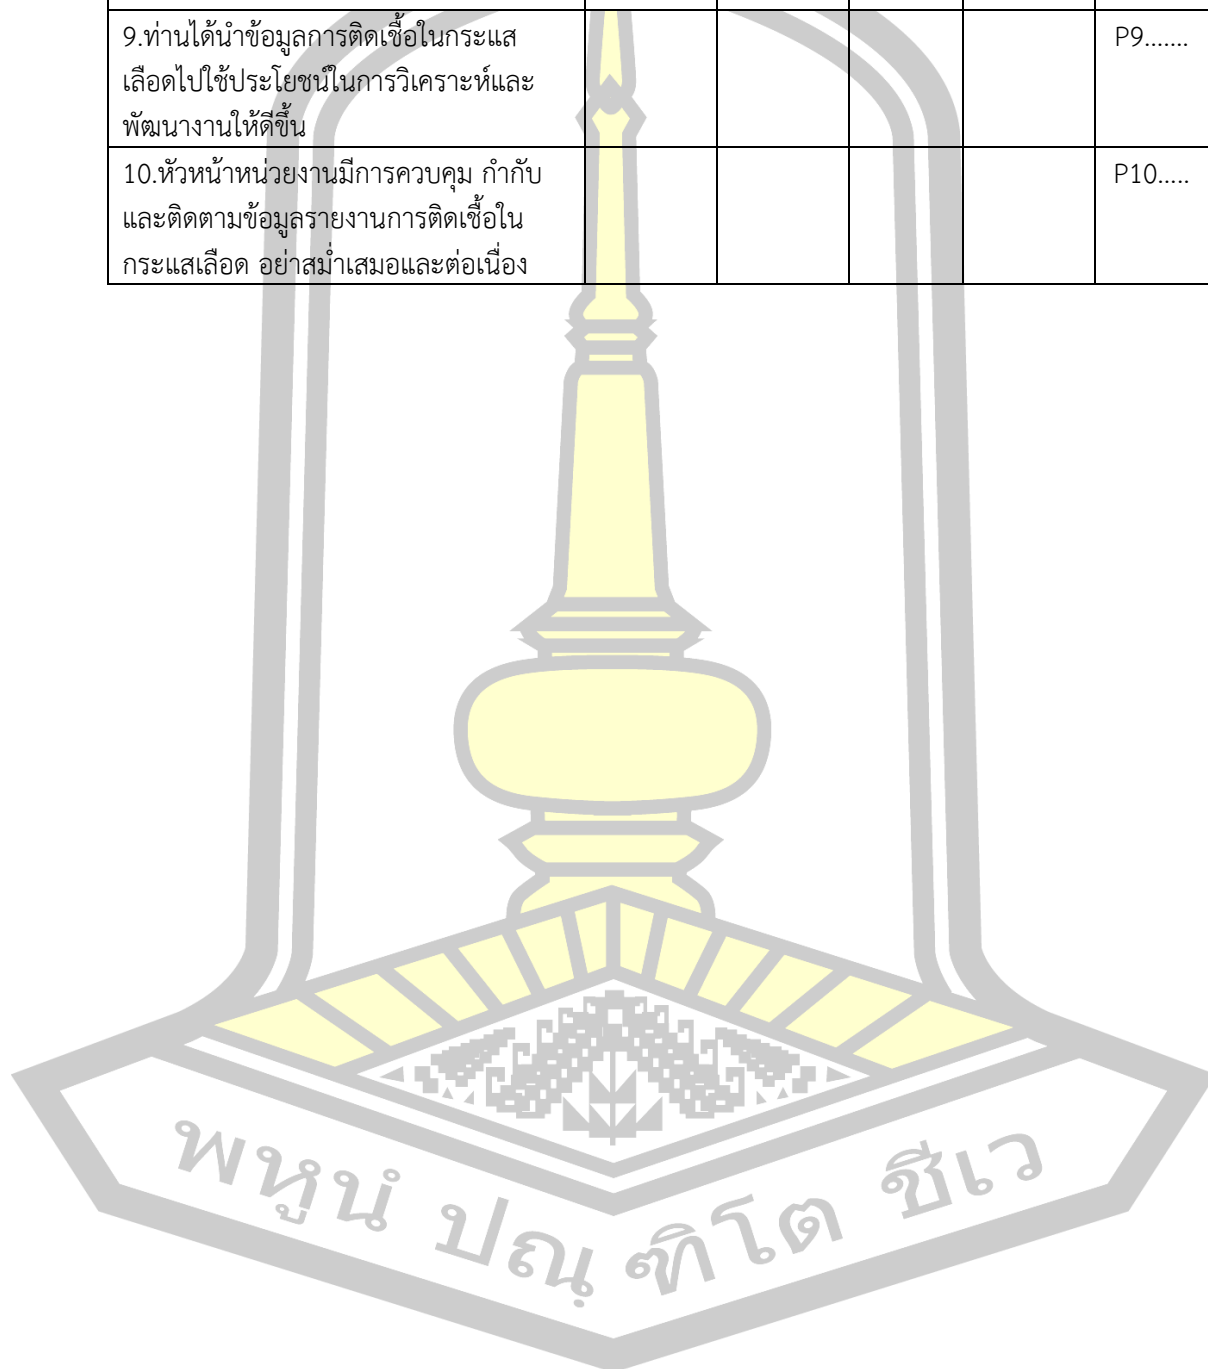 9.ท่านได้นำข้อมูลการติดเชื้อในกระแส
เลือดไปใช้ประโยชน์ในการวิเคราะห์และ
พัฒนางานให้ดีขึ้น
P9.......
10.หัวหน้าหน่วยงานมีการควบคุม กำกับ
และติดตามข้อมูลรายงานการติดเชื้อใน
กระแสเลือด อย่าสม่ำเสมอและต่อเนื่อง
P10.....
พหูนํ ปณฺฑิโต ชีเว